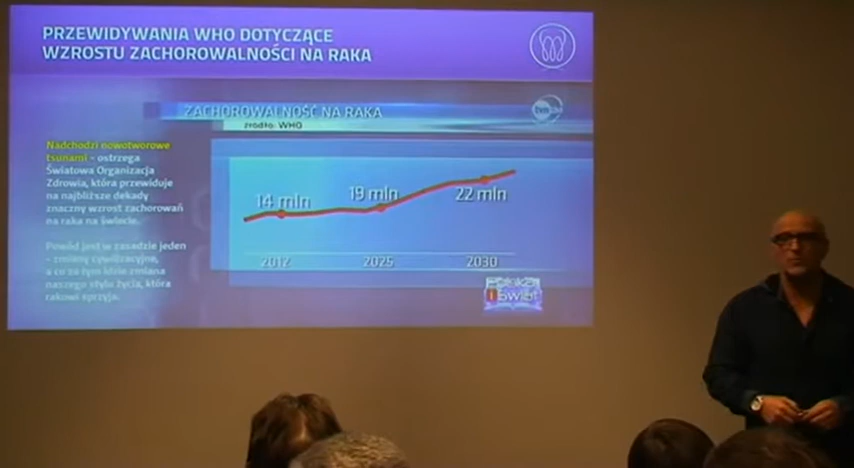 PRZEWIDYWANIA WHO DOTYCZĄCE
WZROSTU ZACHOROWALNOŚCI NA RAKA
ZACHOROWALNOŚĆ NA RAKA
źródło: WHO
tvn
Nadchodzi nowotworowe
tsunami – ostrzega
Światowa Organizacja
Zdrowia, która przewiduje
na najbliższe dekady
znaczny wzrost zachorowań
na raka na świecie.
Powód jest w zasadzie jeden
– zmiany cywilizacyjne,
a co za tym idzie zmiana
naszego stylu życia, która
rakowi sprzyja.
14 mln
19 mln
22 mln
2012
2025
2030
Polska
i Świat